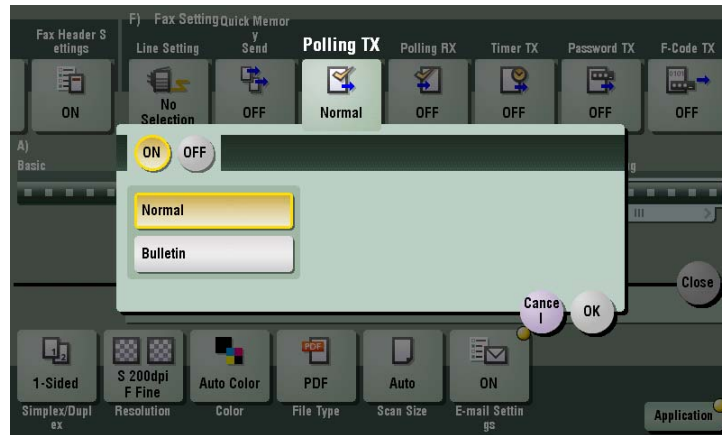 F) Fax Setting
Fax Header S
ettings
Line Setting
Quick Memor
y
Send
Polling TX
Polling RX
Timer TX
Password TX
F-Code TX
ON
No
Selection
OFF
Normal
OFF
OFF
OFF
OFF
A)
Basic
ON
OFF
g
Normal
Bulletin
Close
Cance
l
OK
1-Sided
S 200dpi
F Fine
Auto Color
PDF
PDF
Auto
ON
Simplex/Dupl
ex
Resolution
Color
File Type
Scan Size
E-mail Settin
gs
Application